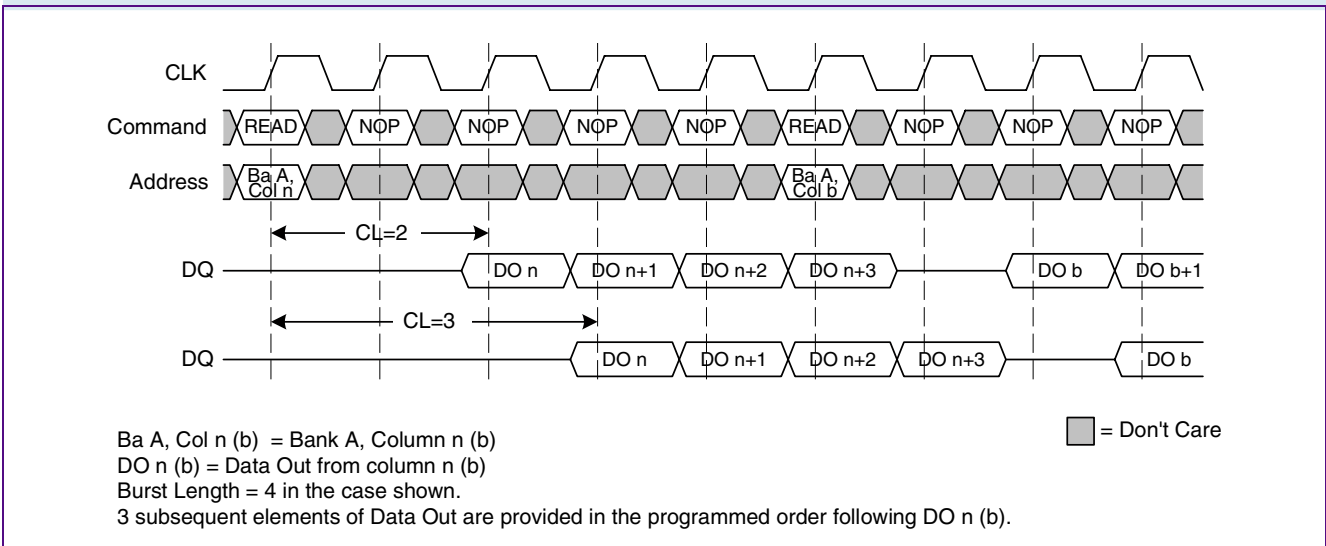 CLK
Command READ NOP NOP NOP NOP READ NOP NOP NOP
Address Ba A, Col n Ba A, Col b
CL=2
DQ DO n DO n+1 DO n+2 DO n+3 DO b DO b+1
CL=3
DQ DO n DO n+1 DO n+2 DO n+3 DO b
Ba A, Col n (b) = Bank A, Column n (b)
= Don't Care
DO n (b) = Data Out from column n (b)
Burst Length = 4 in the case shown.
3 subsequent elements of Data Out are provided in the programmed order following DO n (b).